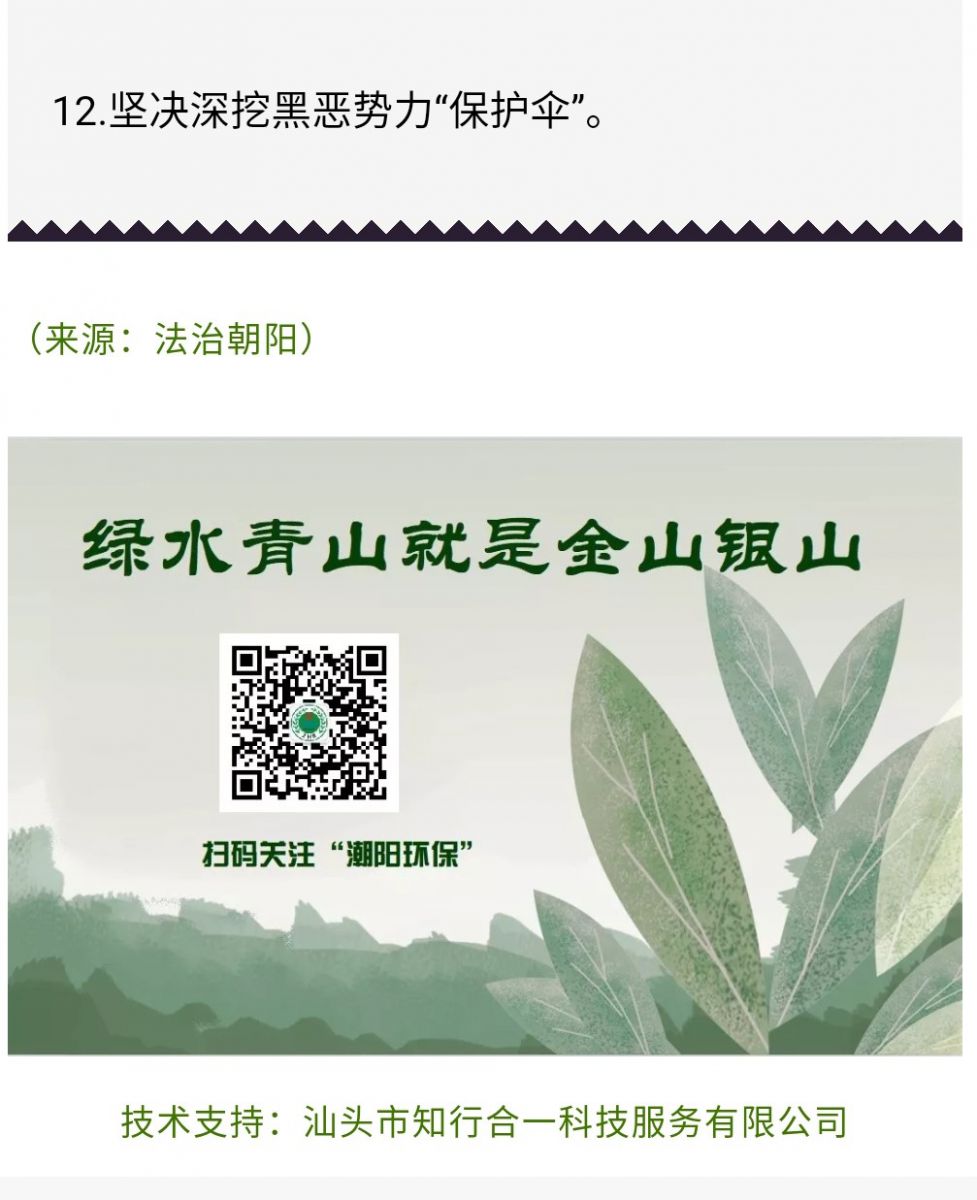 12.坚决深挖黑恶势力“保护伞”。
（来源：法治朝阳）
绿水青山就是金山银山
扫码关注“潮阳环保”
技术支持：汕头市知行合一科技服务有限公司